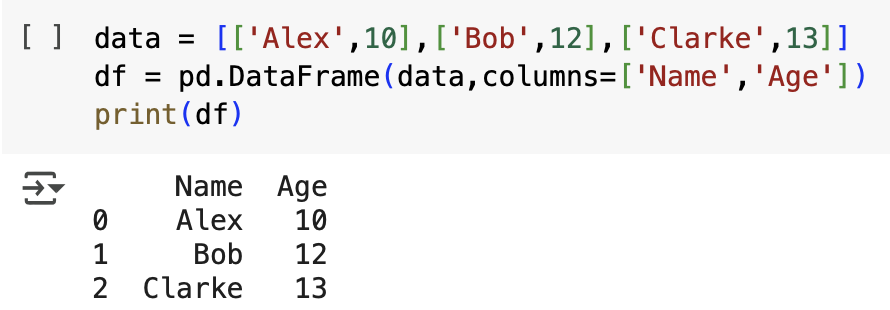 [ ] data = [['Alex',10],['Bob',12],['Clarke',13]]
df = pd.DataFrame(data,columns=['Name','Age'])
print(df)
     Name  Age
0    Alex   10
1     Bob   12
2  Clarke   13